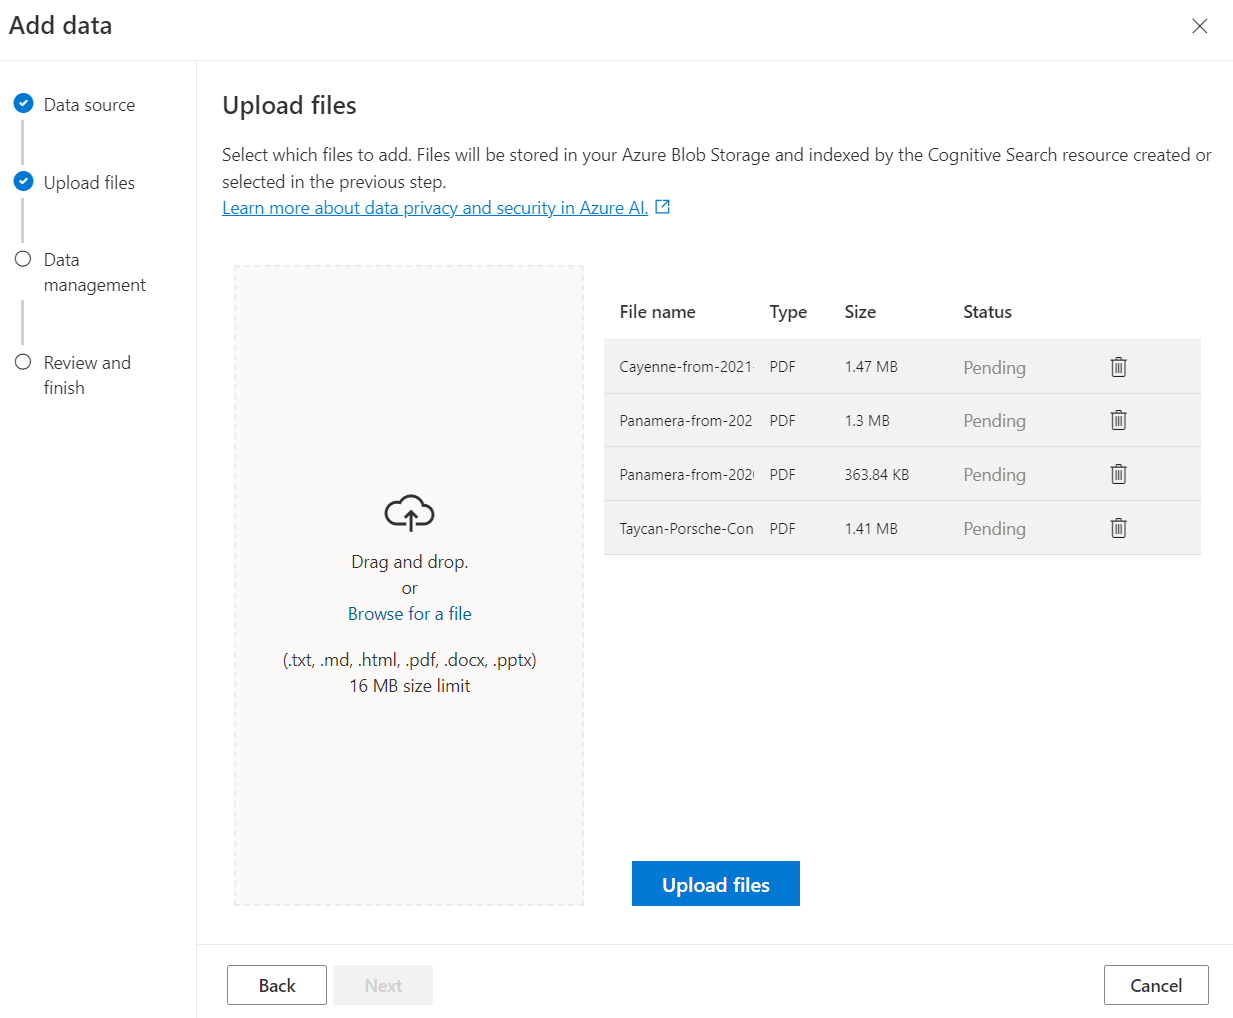 Add data
Data source
Upload files
Data
management
Review and
finish
Upload files
Select which files to add. Files will be stored in your Azure Blob Storage and indexed by the Cognitive Search resource created or
selected in the previous step.
Learn more about data privacy and security in Azure AI.
Drag and drop.
or
Browse for a file
(.txt, .md, .html, .pdf, .docx, .pptx)
16 MB size limit
File name Type Size Status
Cayenne-from-2021- PDF 1.47 MB Pending
Panamera-from-202 PDF 1.3 MB Pending
Panamera-from-202 PDF 363.84 KB Pending
Taycan-Porsche-Con PDF 1.41 MB Pending
Upload files
Back Next Cancel